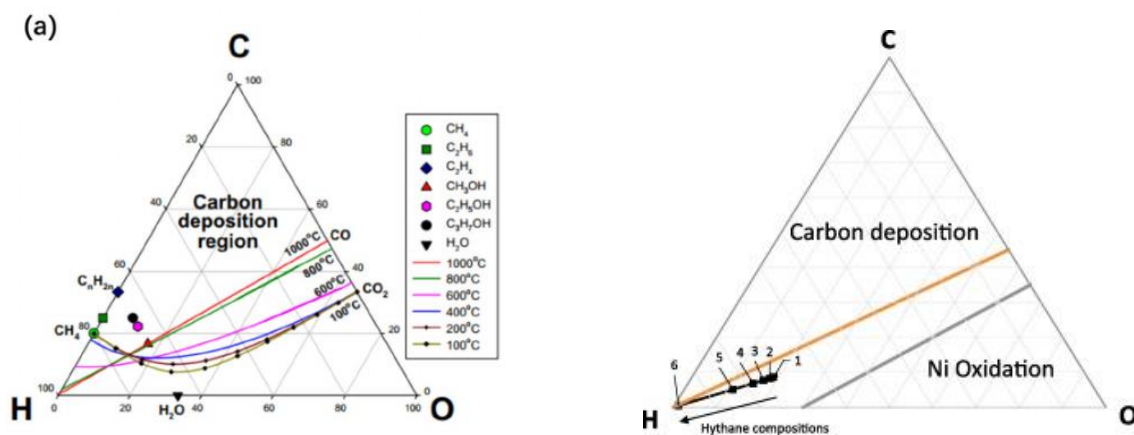 (a)
C
0
100
20
80
Carbon
deposition
region
40
60
1000°C
CO
800°C
CₙH₂ₙ
60
600°C
40
CO₂
100°C
CH₄
80
20
100
0
H
0
20
40
60
80
100
O
H₂O
CH₄
C₂H₆
C₂H₄
CH₃OH
C₂H₅OH
C₃H₇OH
H₂O
1000°C
800°C
600°C
400°C
200°C
100°C
C
Carbon deposition
Ni Oxidation
6
5
4
3
2
1
H
O
Hythane compositions